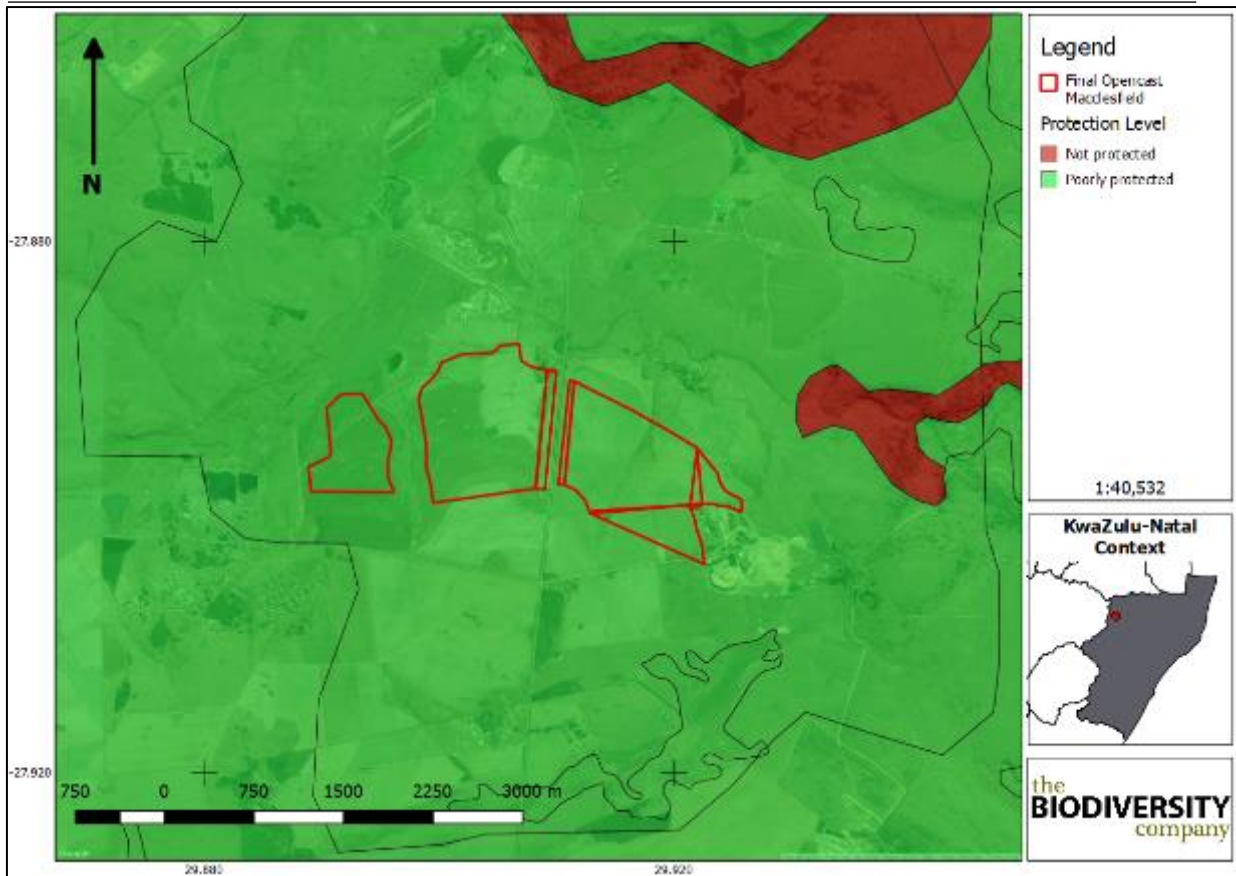 N
-27.880
-27.920
750 0 750 1500 2250 3000 m
29.880
29.920
Legend
Final Opencast
Macclesfield
Protection Level
Not protected
Poorly protected
1:40,532
KwaZulu-Natal
Context
the
BIODIVERSITY
company